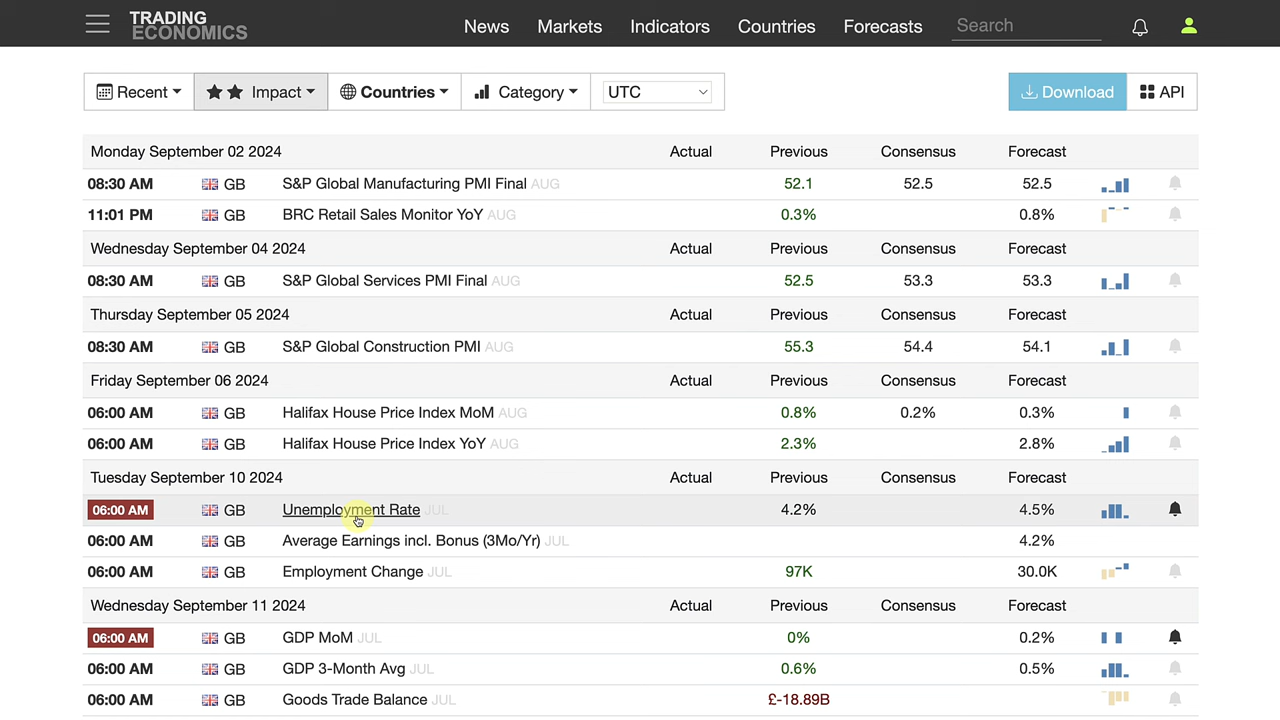 TRADING
ECONOMICS
News Markets Indicators Countries Forecasts Search
Recent Impact Countries Category UTC Download API
Monday September 02 2024 Actual Previous Consensus Forecast
08:30 AM GB S&P Global Manufacturing PMI Final AUG 52.1 52.5 52.5
11:01 PM GB BRC Retail Sales Monitor YoY AUG 0.3% 0.8%
Wednesday September 04 2024 Actual Previous Consensus Forecast
08:30 AM GB S&P Global Services PMI Final AUG 52.5 53.3 53.3
Thursday September 05 2024 Actual Previous Consensus Forecast
08:30 AM GB S&P Global Construction PMI AUG 55.3 54.4 54.1
Friday September 06 2024 Actual Previous Consensus Forecast
06:00 AM GB Halifax House Price Index MoM AUG 0.8% 0.2% 0.3%
06:00 AM GB Halifax House Price Index YoY AUG 2.3% 2.8%
Tuesday September 10 2024 Actual Previous Consensus Forecast
06:00 AM GB Unemployment Rate JUL 4.2% 4.5%
06:00 AM GB Average Earnings incl. Bonus (3Mo/Yr) JUL 4.2%
06:00 AM GB Employment Change JUL 97K 30.0K
Wednesday September 11 2024 Actual Previous Consensus Forecast
06:00 AM GB GDP MoM JUL 0% 0.2%
06:00 AM GB GDP 3-Month Avg JUL 0.6% 0.5%
06:00 AM GB Goods Trade Balance JUL £-18.89B